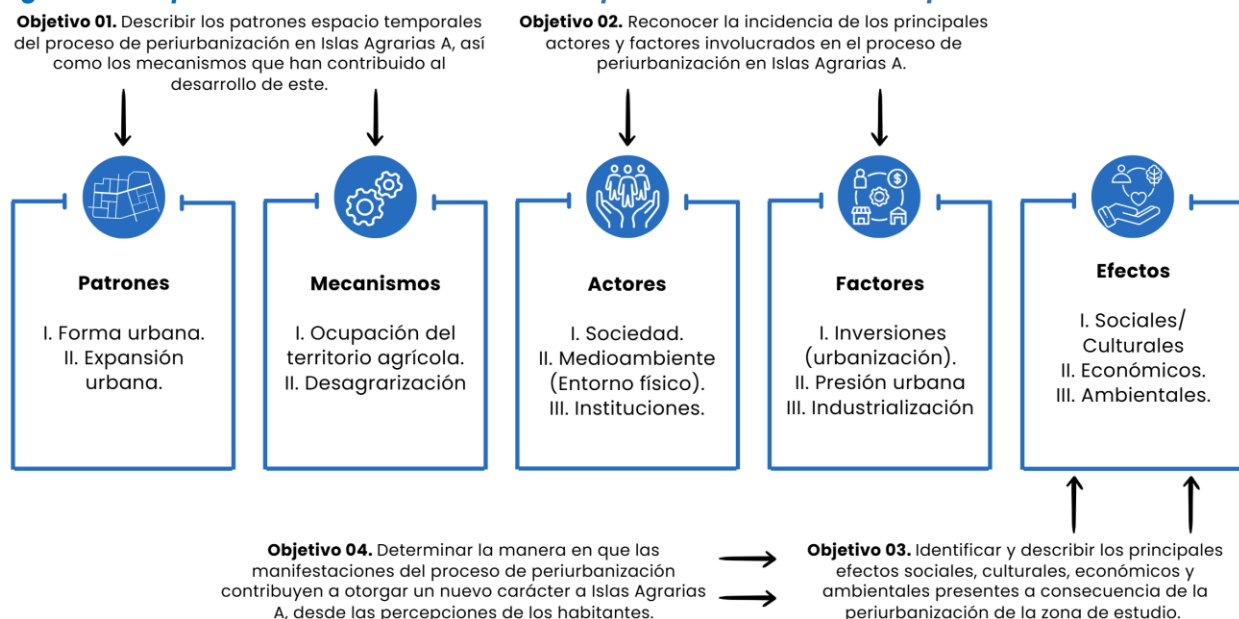 Objetivo 01. Describir los patrones espacio temporales
del proceso de periurbanización en Islas Agrarias A, así
como los mecanismos que han contribuido al
desarrollo de este.
Objetivo 02. Reconocer la incidencia de los principales
actores y factores involucrados en el proceso de
periurbanización en Islas Agrarias A.
Patrones
I. Forma urbana.
II. Expansión
urbana.
Mecanismos
I. Ocupación del
territorio agrícola.
II. Desagrarización
Actores
I. Sociedad.
II. Medioambiente
(Entorno físico).
III. Instituciones.
Factores
I. Inversiones
(urbanización).
II. Presión urbana
III. Industrialización
Efectos
I. Sociales/
Culturales
II. Económicos.
III. Ambientales.
Objetivo 04. Determinar la manera en que las
manifestaciones del proceso de periurbanización
contribuyen a otorgar un nuevo carácter a Islas Agrarias
A, desde las percepciones de los habitantes.
Objetivo 03. Identificar y describir los principales
efectos sociales, culturales, económicos y
ambientales presentes a consecuencia de la
periurbanización de la zona de estudio.